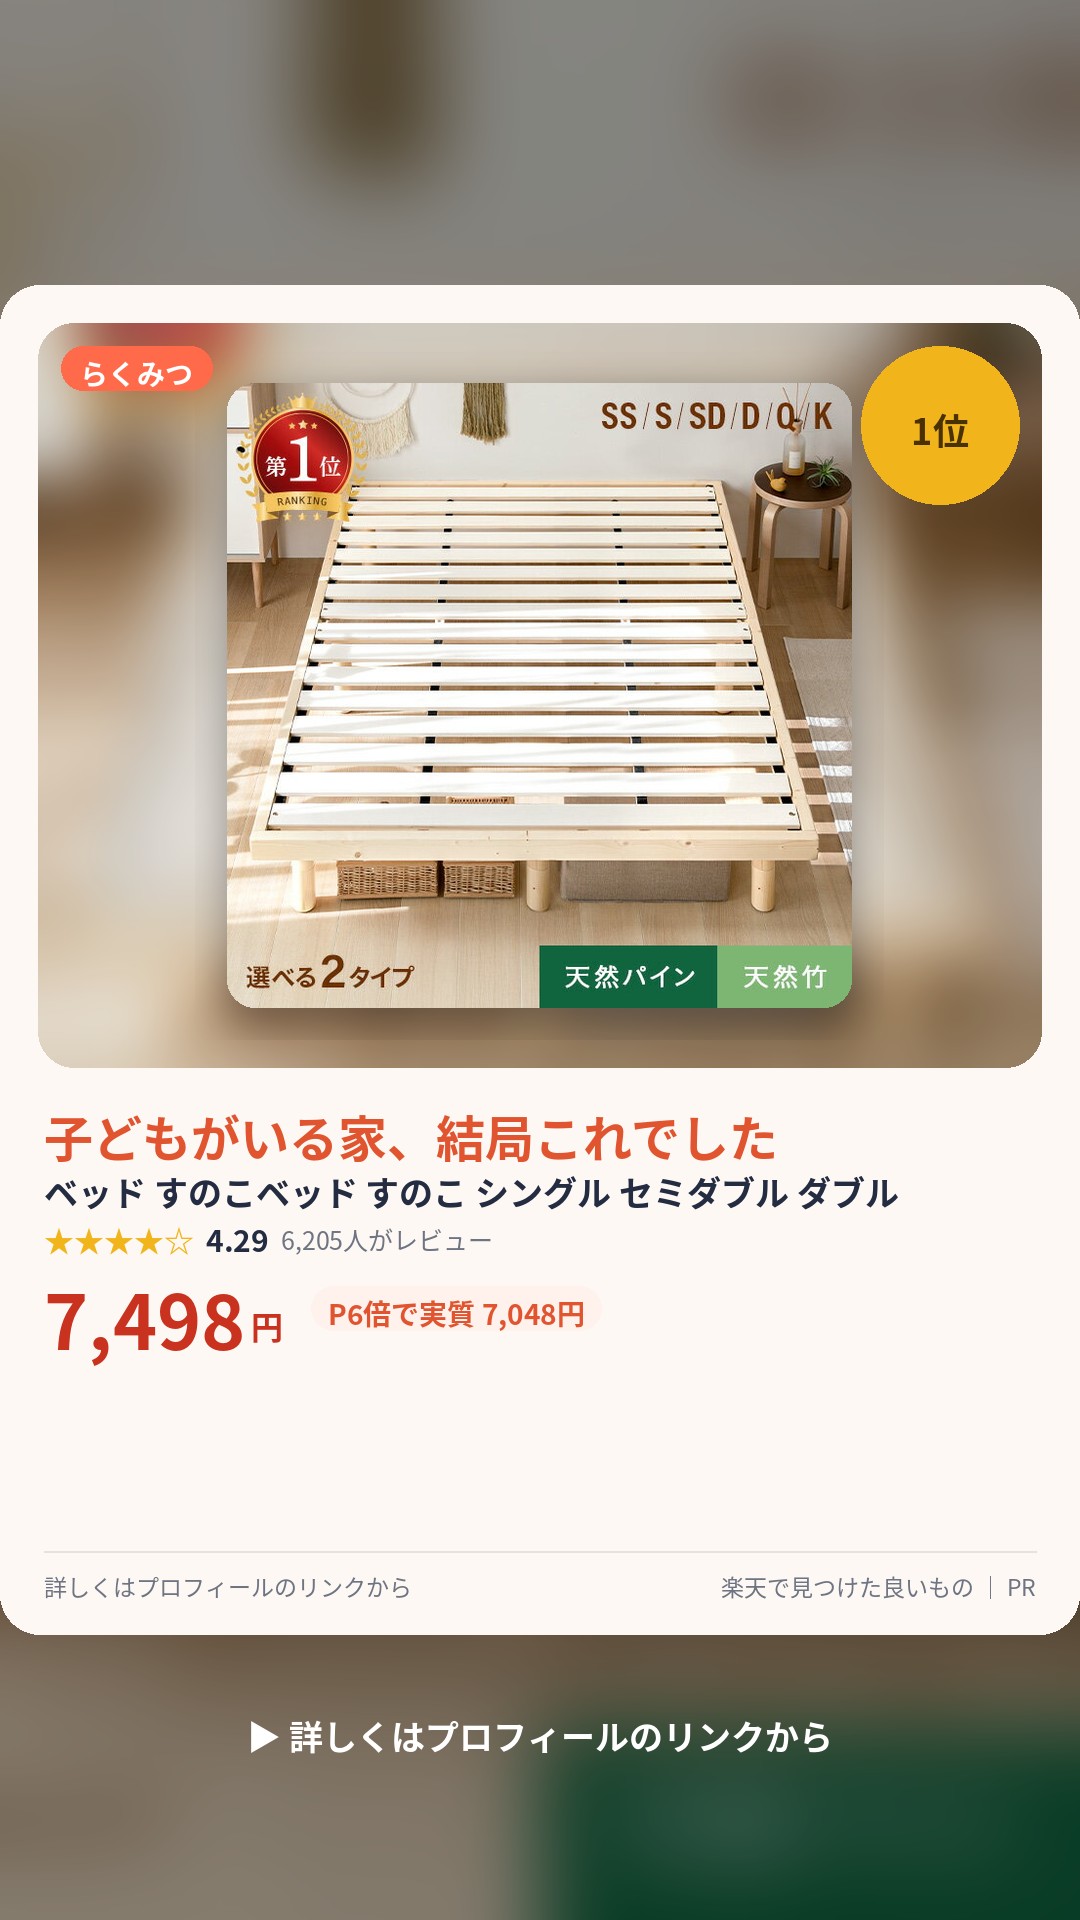 らくみつ
1位
第1位
RANKING
SS/S/SD/D/Q/K
選べる2タイプ
天然パイン
天然竹
子どもがいる家、結局これでした
ベッド すのこベッド すのこ シングル セミダブル ダブル
★★★★☆ 4.29 6,205人がレビュー
7,498円 P6倍で実質 7,048円
詳しくはプロフィールのリンクから
楽天で見つけた良いもの｜PR
▶ 詳しくはプロフィールのリンクから